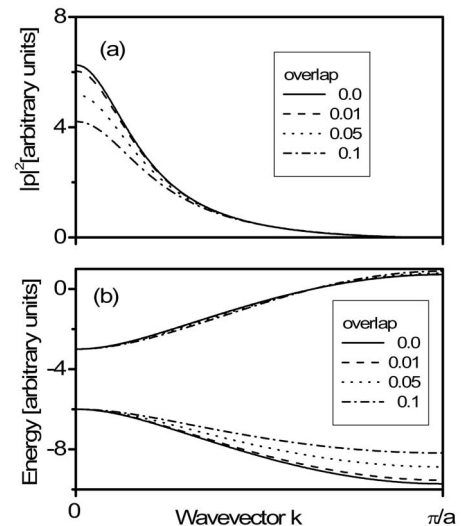 (a)
|p|²[arbitrary units]
8
4
0
overlap
0.0
0.01
0.05
0.1
(b)
Energy [arbitrary units]
0
-4
-8
overlap
0.0
0.01
0.05
0.1
0
Wavevector k
π/a